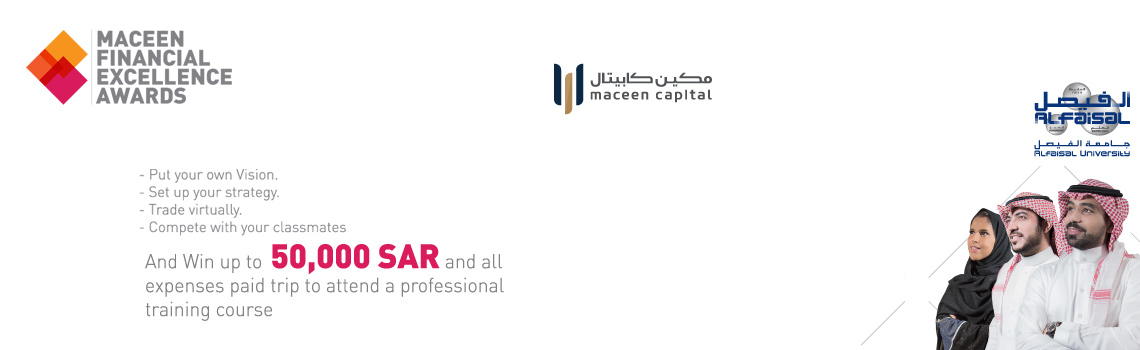 MACEEN
FINANCIAL
EXCELLENCE
AWARDS
مكين كابيتال
maceen capital
الفيصل
ALFAISAL
جامعة الفيصل
ALFAISAL UNIVERSITY
- Put your own Vision.
- Set up your strategy.
- Trade virtually.
- Compete with your classmates
And Win up to 50,000 SAR and all
expenses paid trip to attend a professional
training course